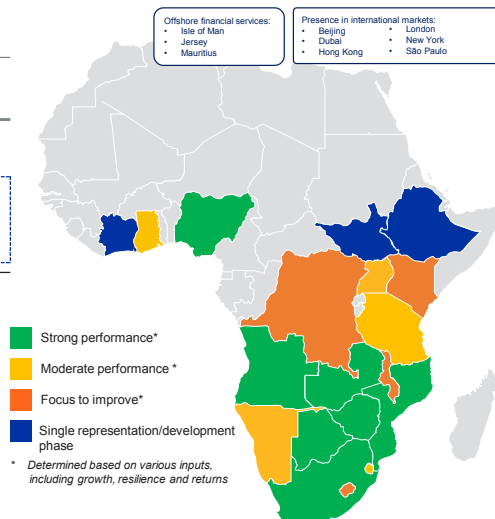 Offshore financial services:
• Isle of Man
• Jersey
• Mauritius
Presence in international markets:
• Beijing
• Dubai
• Hong Kong
• London
• New York
• São Paulo
Strong performance*
Moderate performance *
Focus to improve*
Single representation/development
phase
* Determined based on various inputs,
including growth, resilience and returns